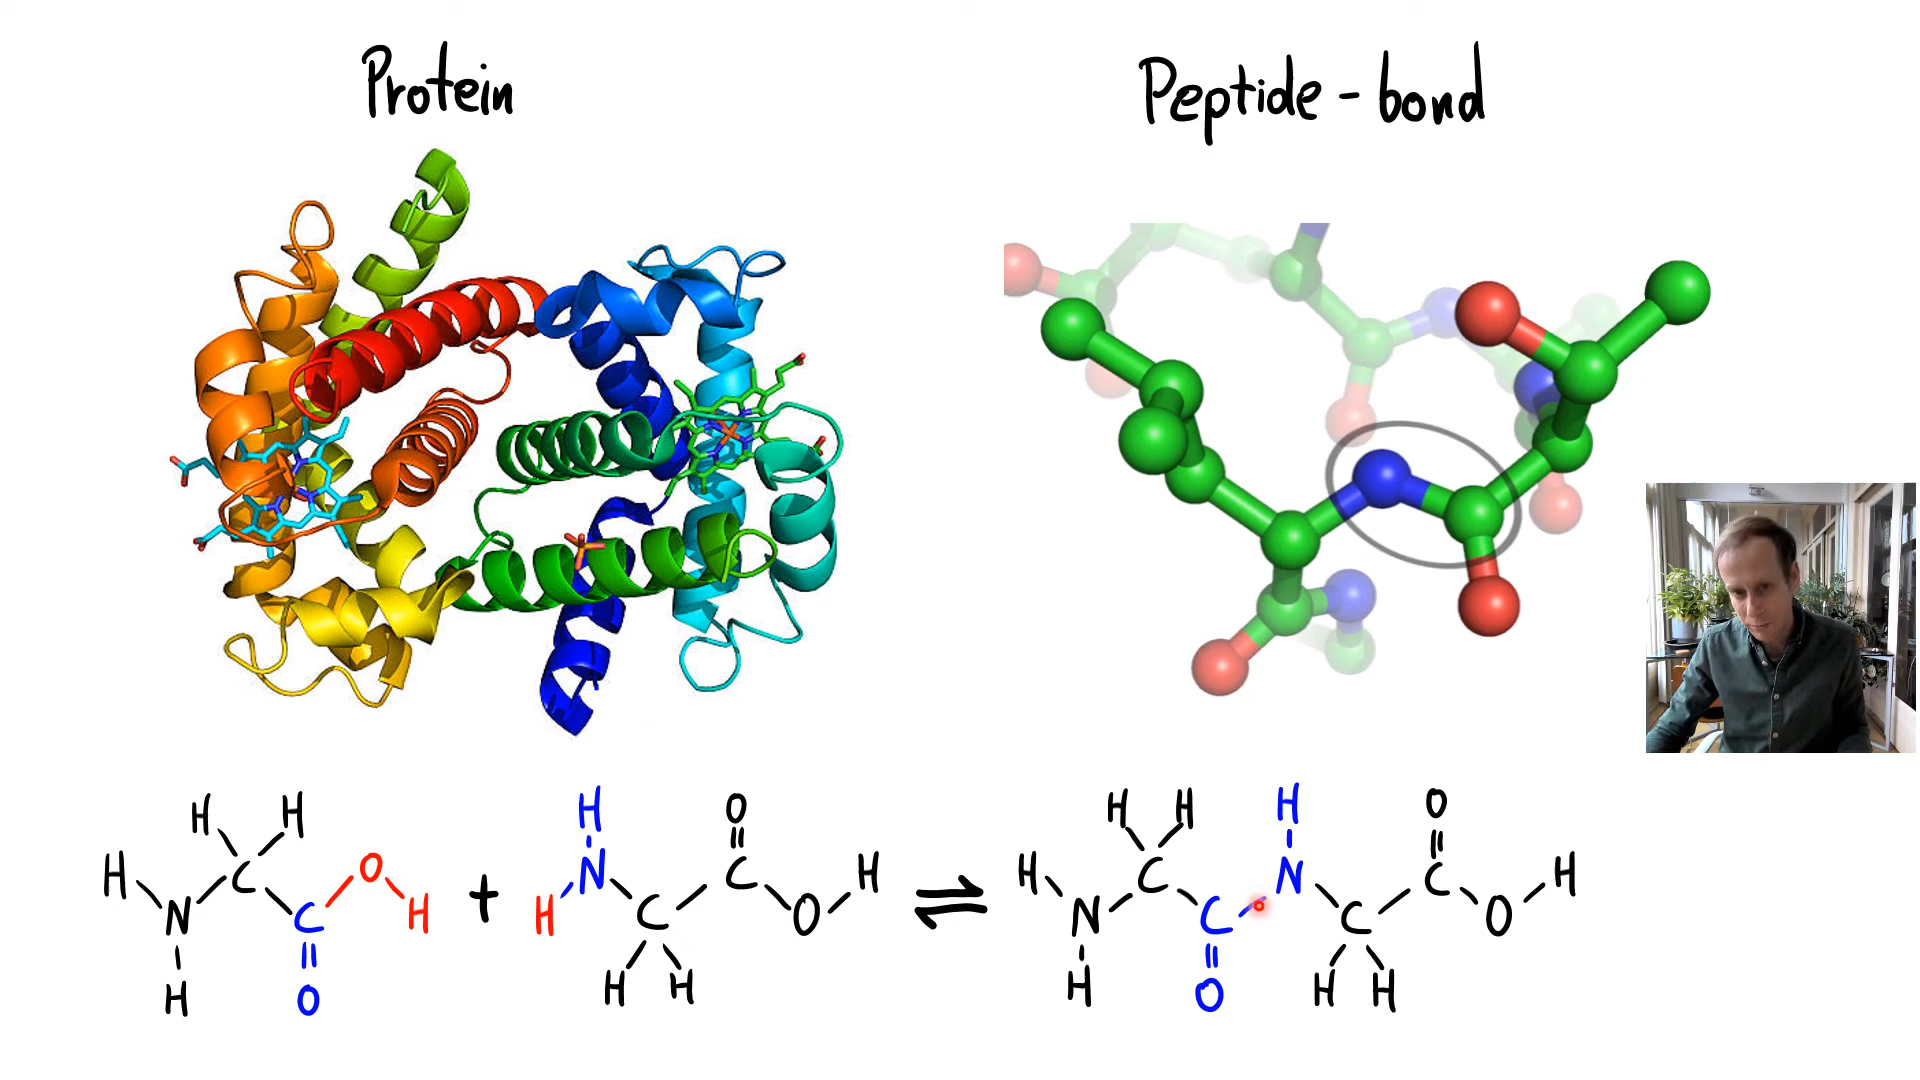 Protein
Peptide - bond
H H O H H
H N C C O H + H N C C O H ⇌ H N C C N C C O H
H O H H H O H H